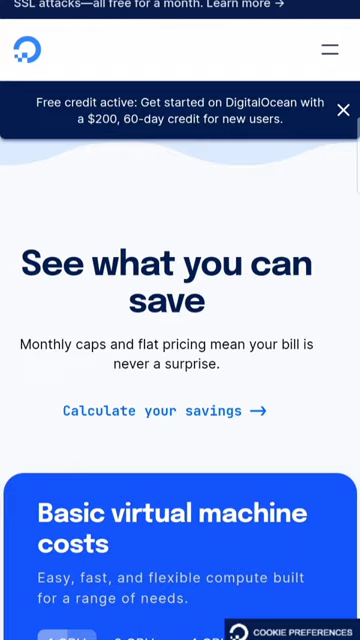 SSL attacks—all free for a month. Learn more →
Free credit active: Get started on DigitalOcean with
a $200, 60-day credit for new users.
See what you can
save
Monthly caps and flat pricing mean your bill is
never a surprise.
Calculate your savings →
Basic virtual machine
costs
Easy, fast, and flexible compute built
for a range of needs.
COOKIE PREFERENCES